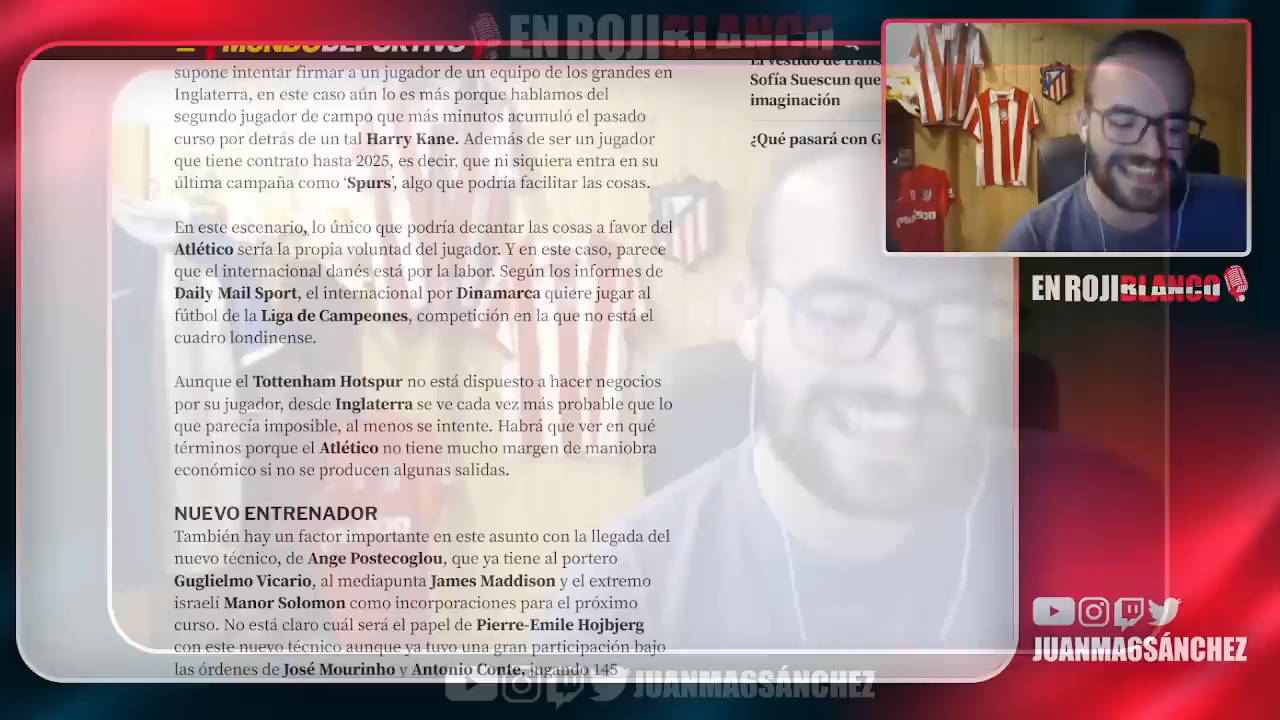 EN ROJIBLANCO
MUNDO DEPORTIVO
supone intentar firmar a un jugador de un equipo de los grandes en
Inglaterra, en este caso aún lo es más porque hablamos del
segundo jugador de campo que más minutos acumuló el pasado
curso por detrás de un tal Harry Kane. Además de ser un jugador
que tiene contrato hasta 2025, es decir, que ni siquiera entra en su
última campaña como ‘Spurs’, algo que podría facilitar las cosas.
En este escenario, lo único que podría decantar las cosas a favor del
Atlético sería la propia voluntad del jugador. Y en este caso, parece
que el internacional danés está por la labor. Según los informes de
Daily Mail Sport, el internacional por Dinamarca quiere jugar al
fútbol de la Liga de Campeones, competición en la que no está el
cuadro londinense.
Aunque el Tottenham Hotspur no está dispuesto a hacer negocios
por su jugador, desde Inglaterra se ve cada vez más probable que lo
que parecía imposible, al menos se intente. Habrá que ver en qué
términos porque el Atlético no tiene mucho margen de maniobra
económico si no se producen algunas salidas.
NUEVO ENTRENADOR
También hay un factor importante en este asunto con la llegada del
nuevo técnico, de Ange Postecoglou, que ya tiene al portero
Guglielmo Vicario, al mediapunta James Maddison y el extremo
israelí Manor Solomon como incorporaciones para el próximo
curso. No está claro cuál será el papel de Pierre-Emile Hojbjerg
con este nuevo técnico aunque ya tuvo una gran participación bajo
las órdenes de José Mourinho y Antonio Conte, jugando 145
El vestido de
Sofía Suescun que
imaginación
¿Qué pasará con G
EN ROJIBLANCO
JUANMA6SÁNCHEZ
JUANMA6SÁNCHEZ